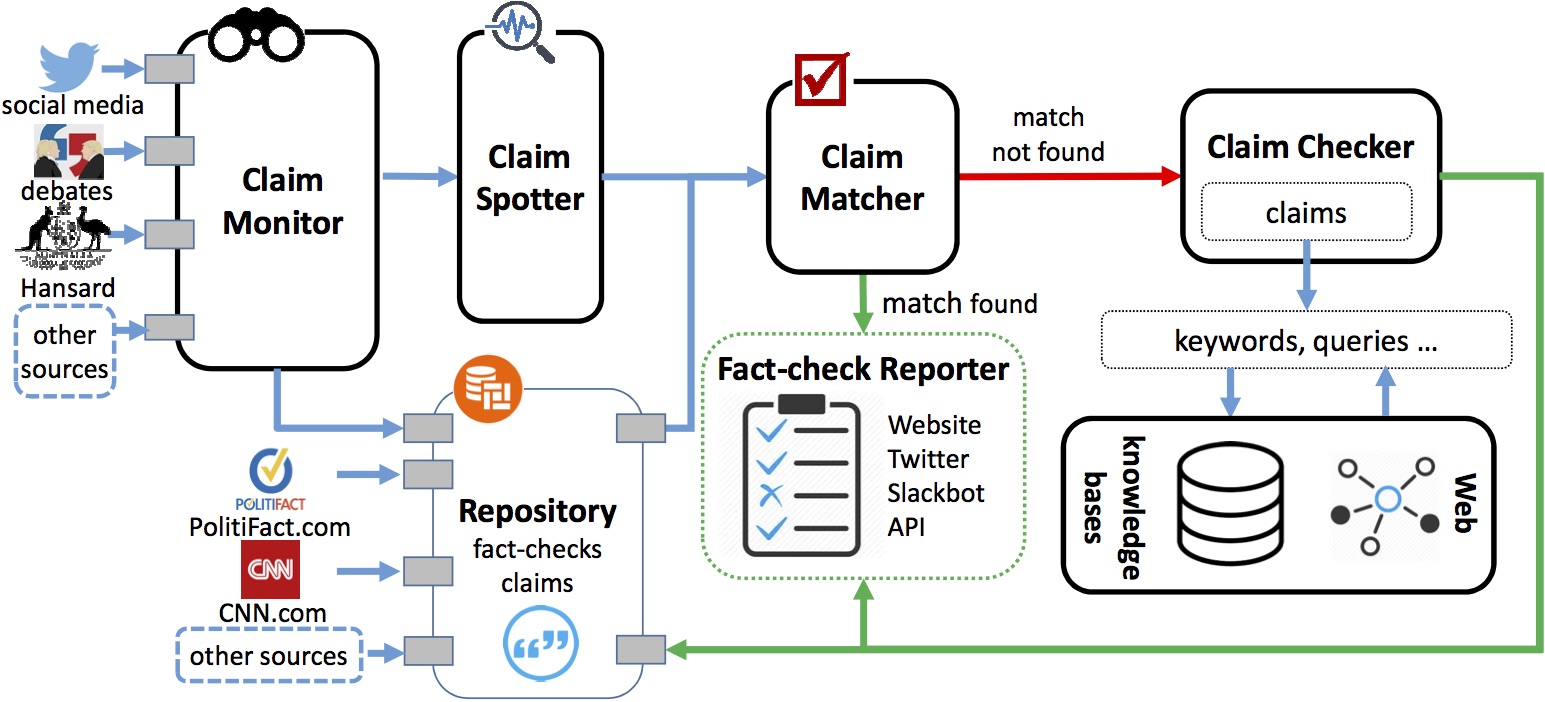 social media
debates
Hansard
other
sources
Claim
Monitor
Claim
Spotter
Claim
Matcher
match
not found
Claim Checker
claims
match found
keywords, queries ...
knowledge
bases
Web
Fact-check Reporter
Website
Twitter
Slackbot
API
POLITIFACT
PolitiFact.com
CNN
CNN.com
other sources
Repository
fact-checks
claims